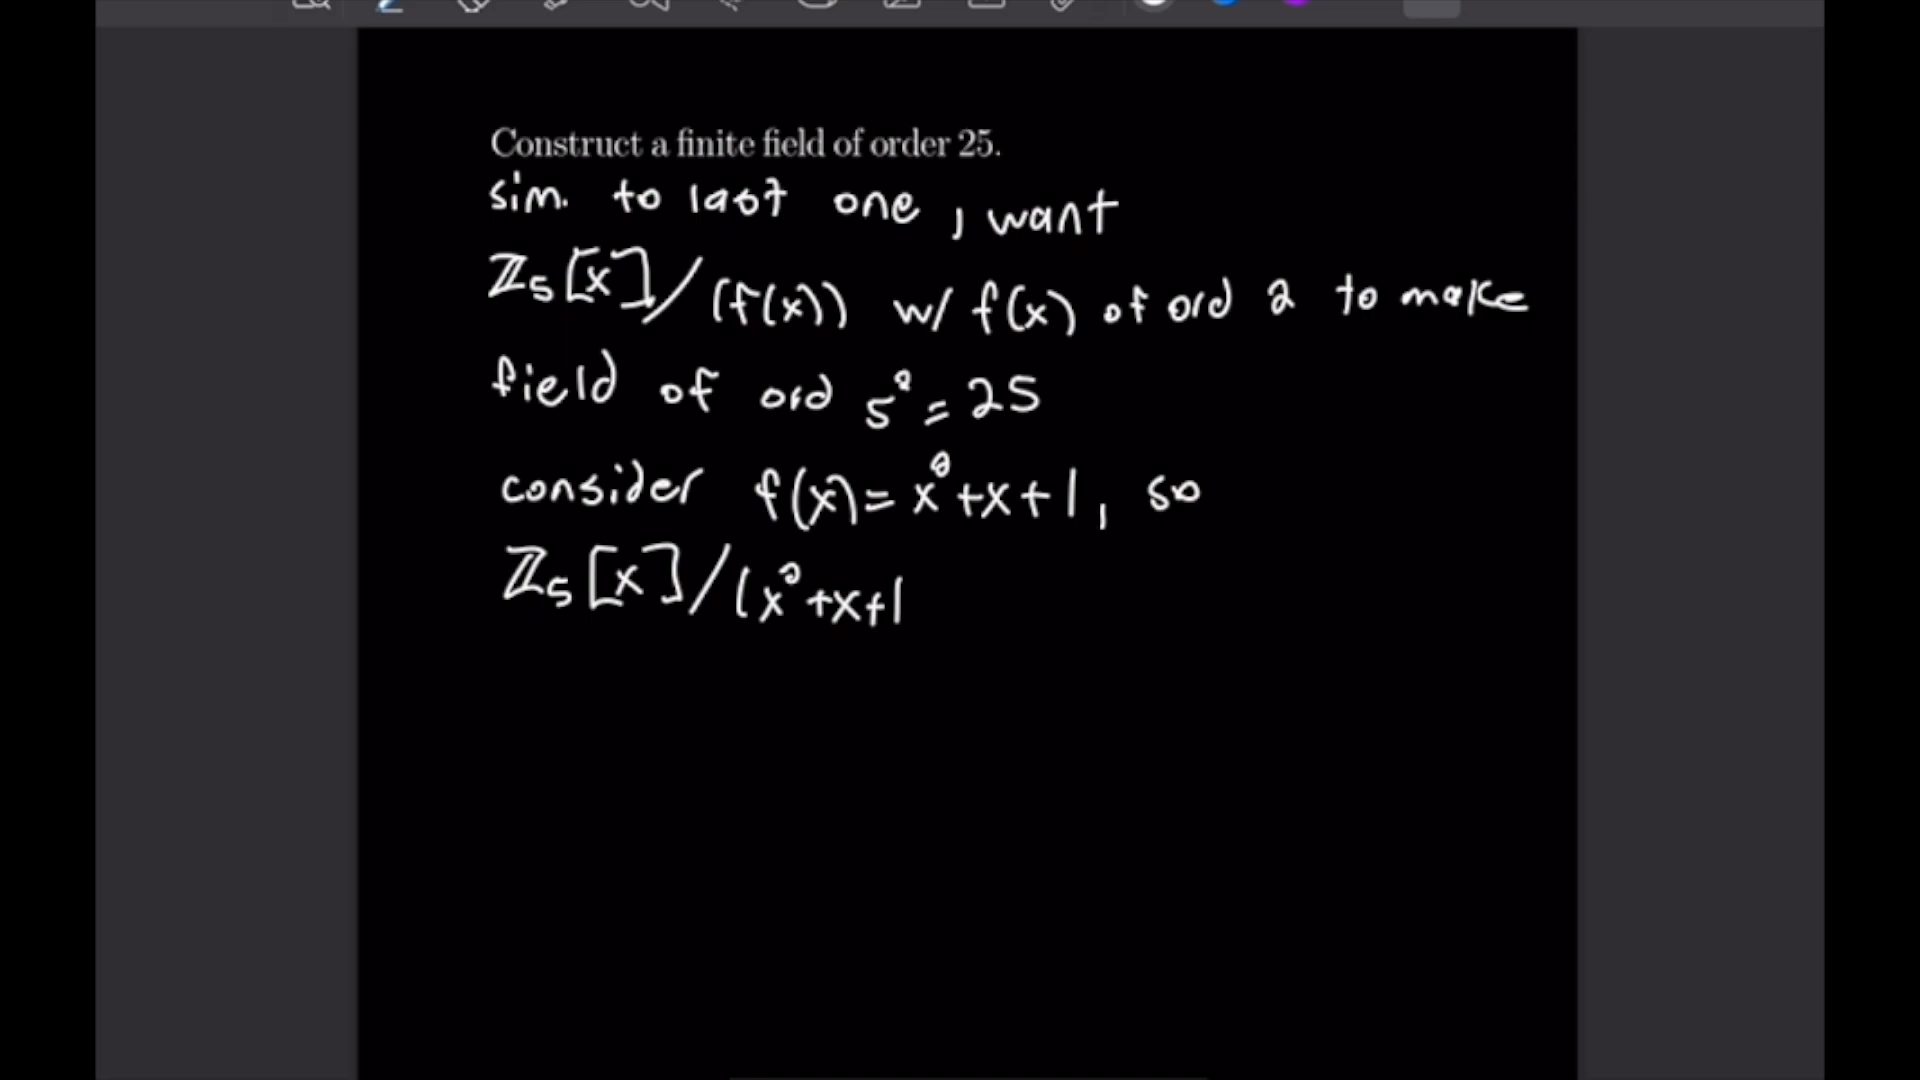 Construct a finite field of order 25.
sim. to last one, want
ℤ₅[x]/(f(x)) w/ f(x) of ord 2 to make
field of ord 5² = 25
consider f(x) = x² + x + 1, so
ℤ₅[x]/(x² + x + 1